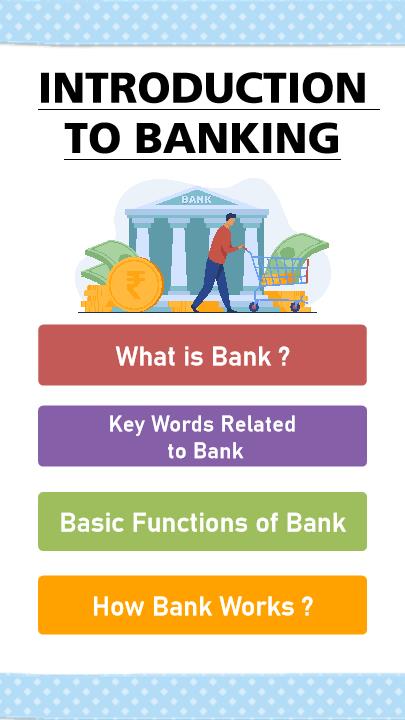 INTRODUCTION
TO BANKING
BANK
₹
What is Bank ?
Key Words Related
to Bank
Basic Functions of Bank
How Bank Works ?